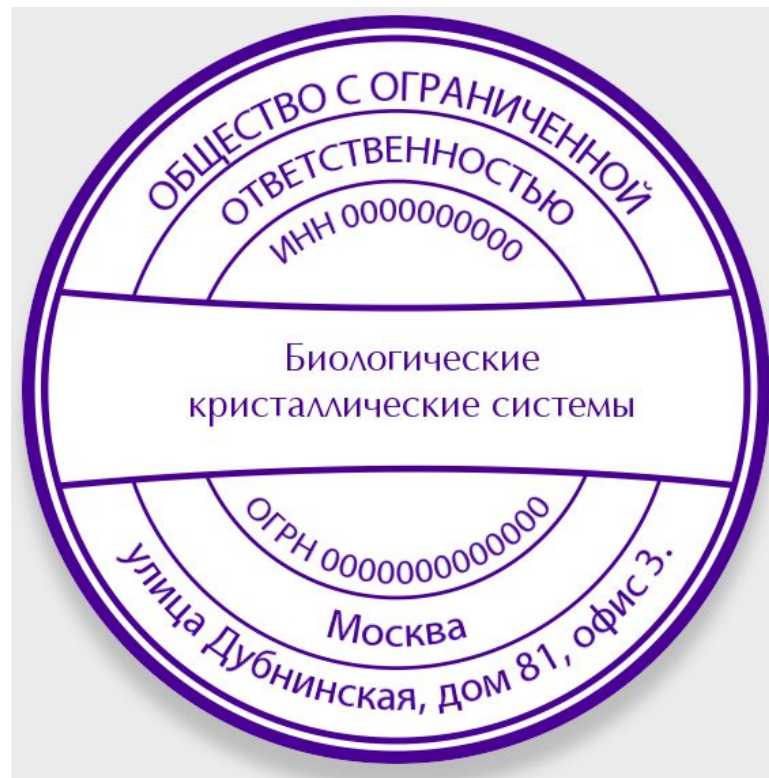 ОБЩЕСТВО С ОГРАНИЧЕННОЙ
ОТВЕТСТВЕННОСТЬЮ
ИНН 0000000000
Биологические
кристаллические системы
ОГРН 0000000000000
Москва
улица Дубнинская, дом 81, офис 3.